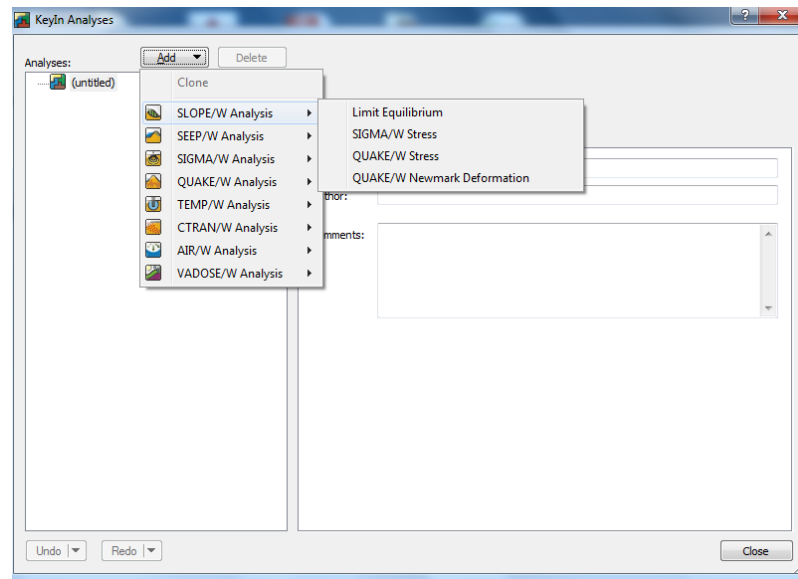 KeyIn Analyses
Analyses:
Add
Delete
(untitled)
Clone
SLOPE/W Analysis
SEEP/W Analysis
SIGMA/W Analysis
QUAKE/W Analysis
TEMP/W Analysis
CTRAN/W Analysis
AIR/W Analysis
VADOSE/W Analysis
Limit Equilibrium
SIGMA/W Stress
QUAKE/W Stress
QUAKE/W Newmark Deformation
thor:
mments:
Undo
Redo
Close